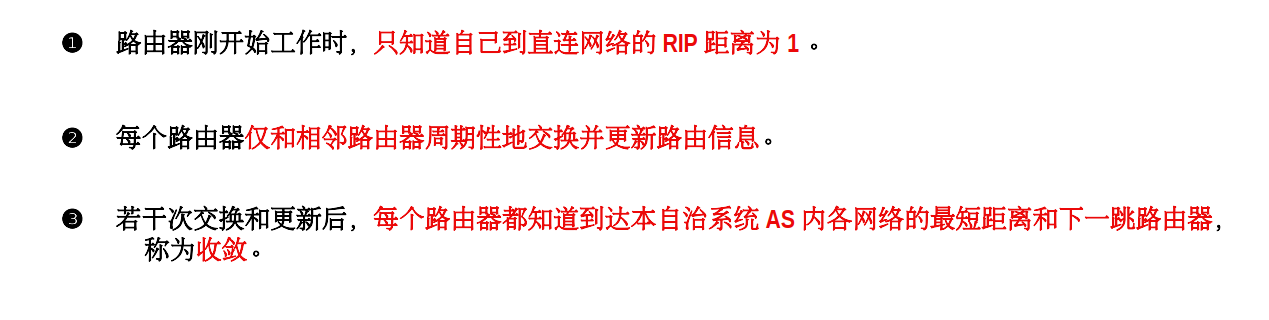 ❶ 路由器刚开始工作时，只知道自己到直连网络的 RIP 距离为 1 。
❷ 每个路由器仅和相邻路由器周期性地交换并更新路由信息。
❸ 若干次交换和更新后，每个路由器都知道到达本自治系统 AS 内各网络的最短距离和下一跳路由器，
称为收敛。